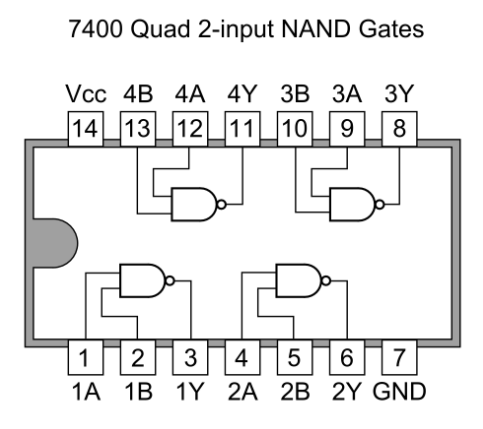 7400 Quad 2-input NAND Gates
Vcc 4B 4A 4Y 3B 3A 3Y
14 13 12 11 10 9 8
1 2 3 4 5 6 7
1A 1B 1Y 2A 2B 2Y GND